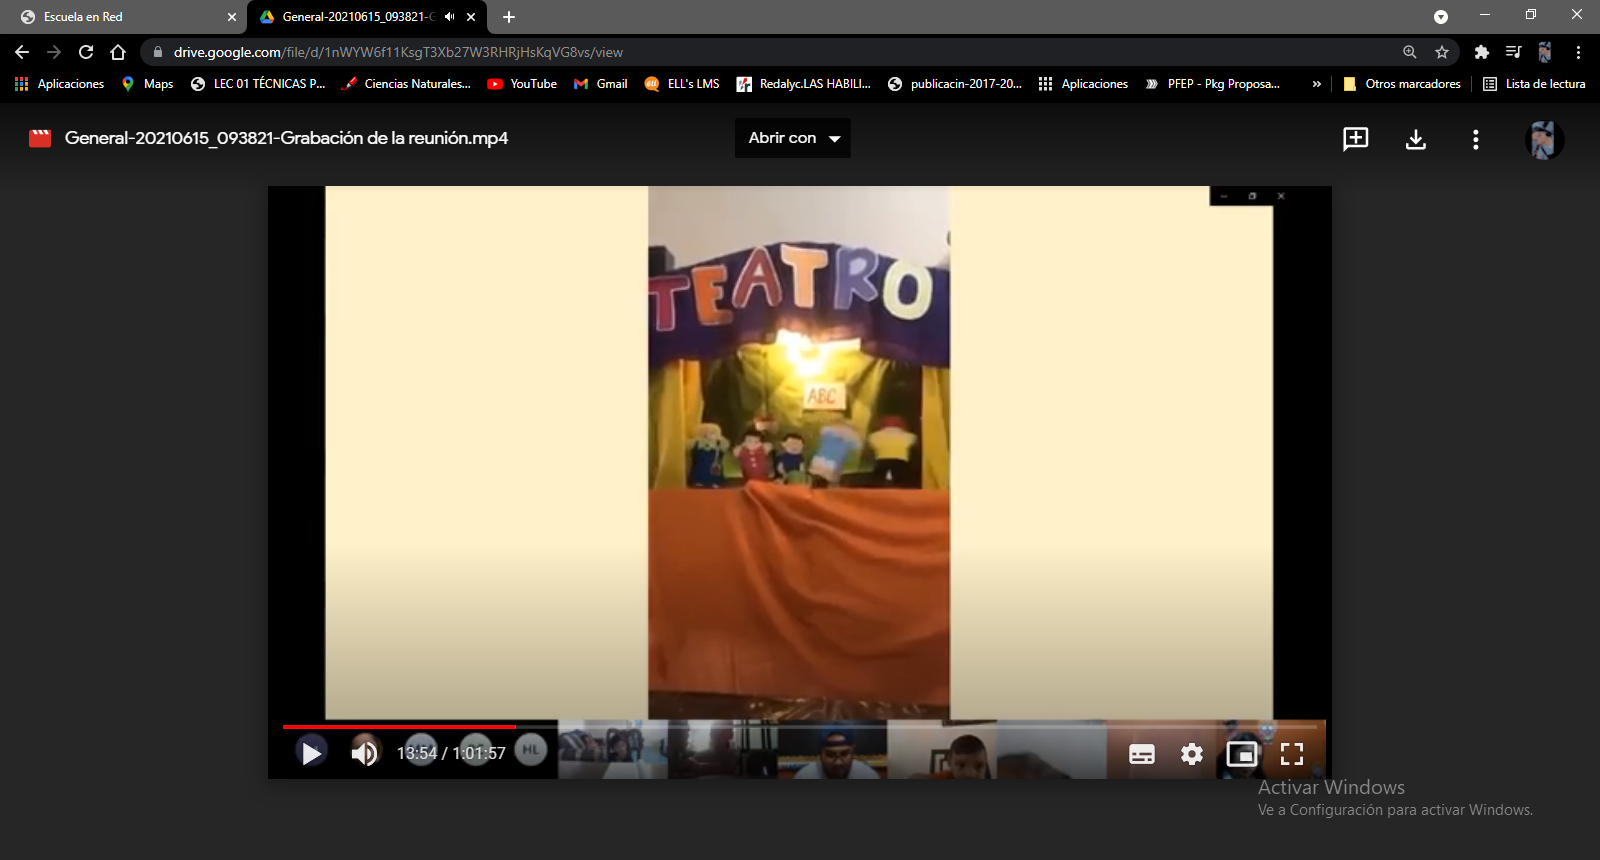 Escuela en Red
General-20210615_093821-G
drive.google.com/file/d/1nWYW6f11KsgT3Xb27W3RHRjHsKqVG8vs/view
Aplicaciones Maps LEC 01 TÉCNICAS P... Ciencias Naturales... YouTube Gmail ELL's LMS Redalyc.LAS HABILI... publicacin-2017-20... Aplicaciones PFEP - Pkg Proposa... » Otros marcadores Lista de lectura
General-20210615_093821-Grabación de la reunión.mp4
Abrir con
TEATRO
ABC
13:54 / 1:01:57
HL
Activar Windows
Ve a Configuración para activar Windows.